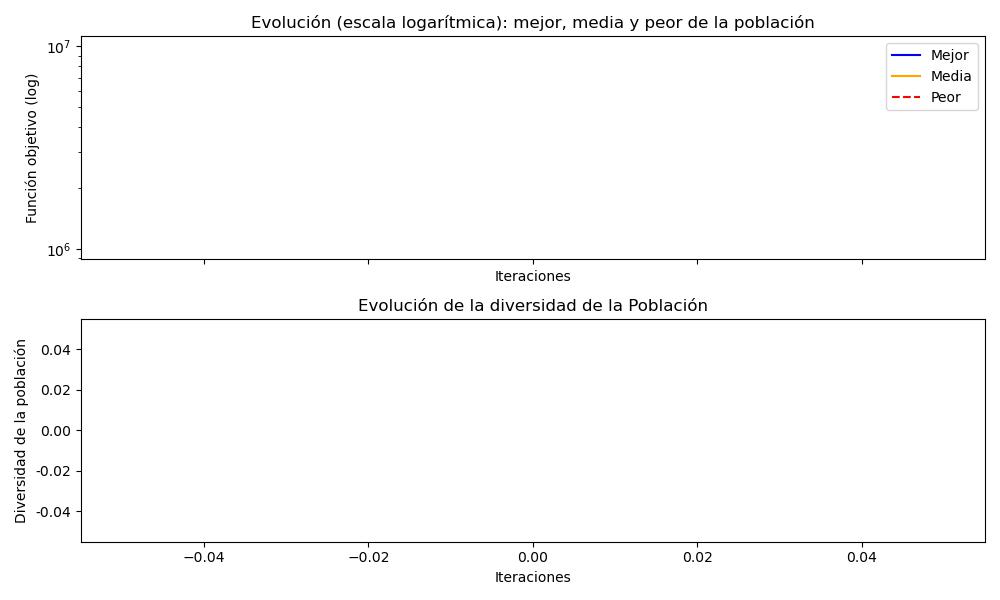 Evolución (escala logarítmica): mejor, media y peor de la población
10⁷
10⁶
Función objetivo (log)
Mejor
Media
Peor
Iteraciones
Evolución de la diversidad de la Población
0.04
0.02
0.00
-0.02
-0.04
Diversidad de la población
−0.04 −0.02 0.00 0.02 0.04
Iteraciones